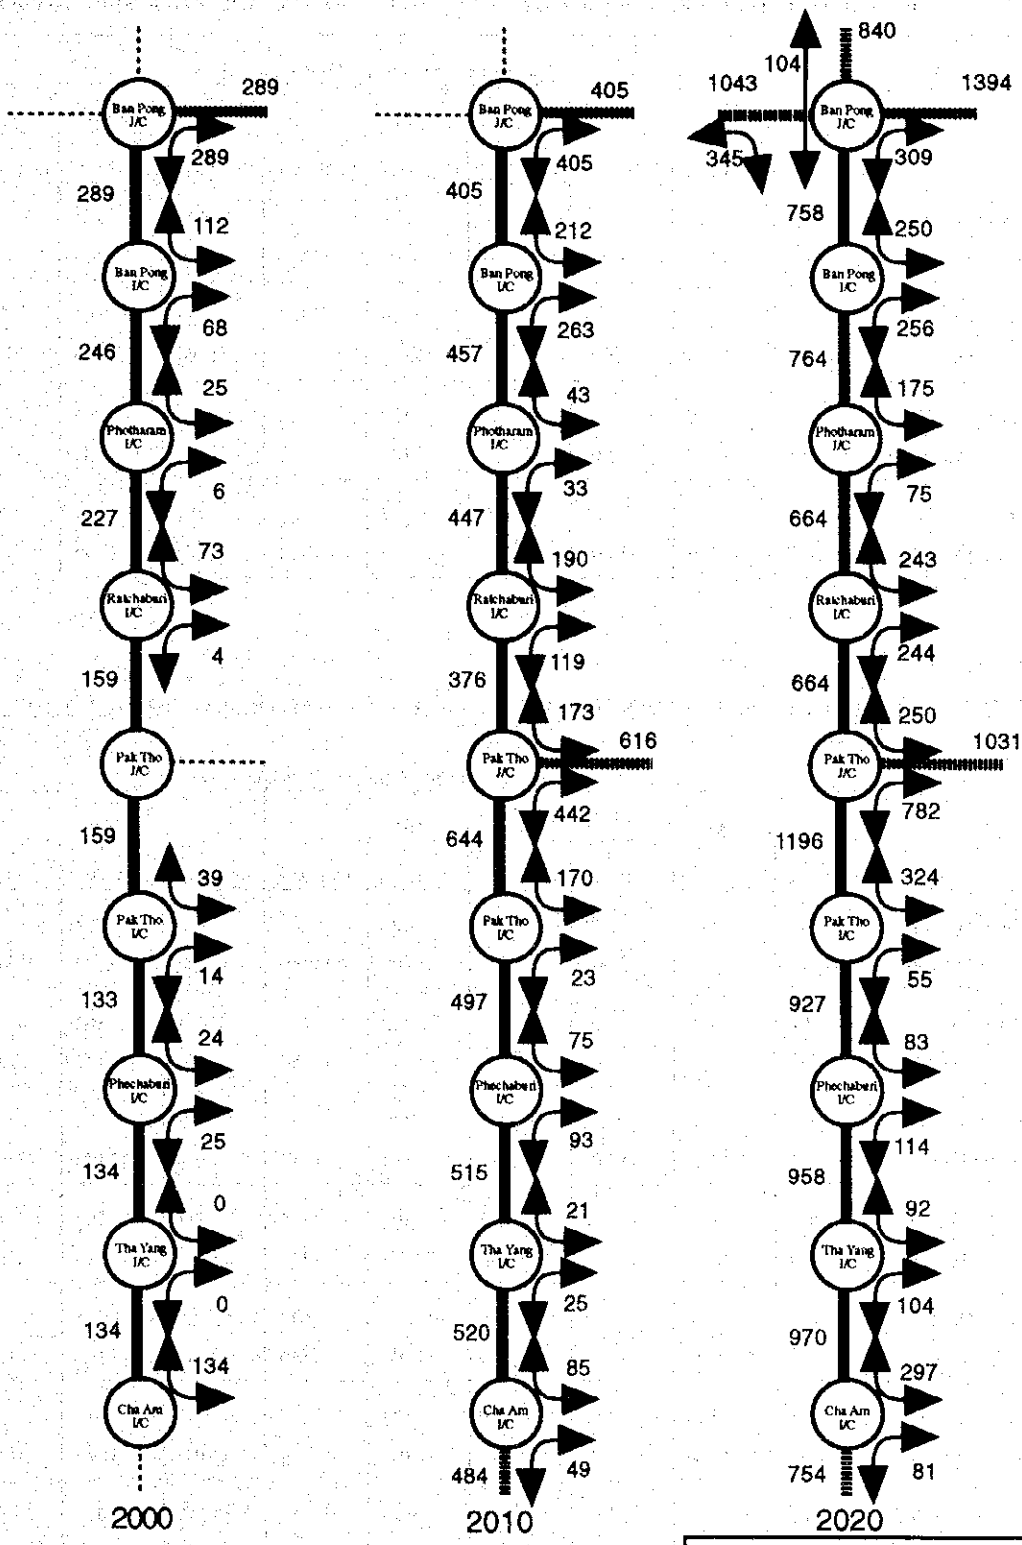 289
Ban Pong
J/C
289
289
112
Ban Pong
I/C
68
246
25
Photharam
I/C
6
227
73
Ratchaburi
I/C
4
159
Pak Tho
J/C
159
39
Pak Tho
I/C
14
133
24
Phechaburi
I/C
25
134
0
Tha Yang
I/C
0
134
134
Cha Am
I/C
2000
405
Ban Pong
J/C
405
405
212
Ban Pong
I/C
263
457
43
Photharam
I/C
33
447
190
Ratchaburi
I/C
119
376
173
616
Pak Tho
J/C
442
644
170
Pak Tho
I/C
23
497
75
Phechaburi
I/C
93
515
21
Tha Yang
I/C
25
520
85
Cha Am
I/C
484
49
2010
840
104
1043
1394
Ban Pong
J/C
345
309
758
250
Ban Pong
I/C
256
764
175
Photharam
I/C
75
664
243
Ratchaburi
I/C
244
664
250
1031
Pak Tho
J/C
782
1196
324
Pak Tho
I/C
55
927
83
Phechaburi
I/C
114
958
92
Tha Yang
I/C
104
970
297
Cha Am
I/C
754
81
2020